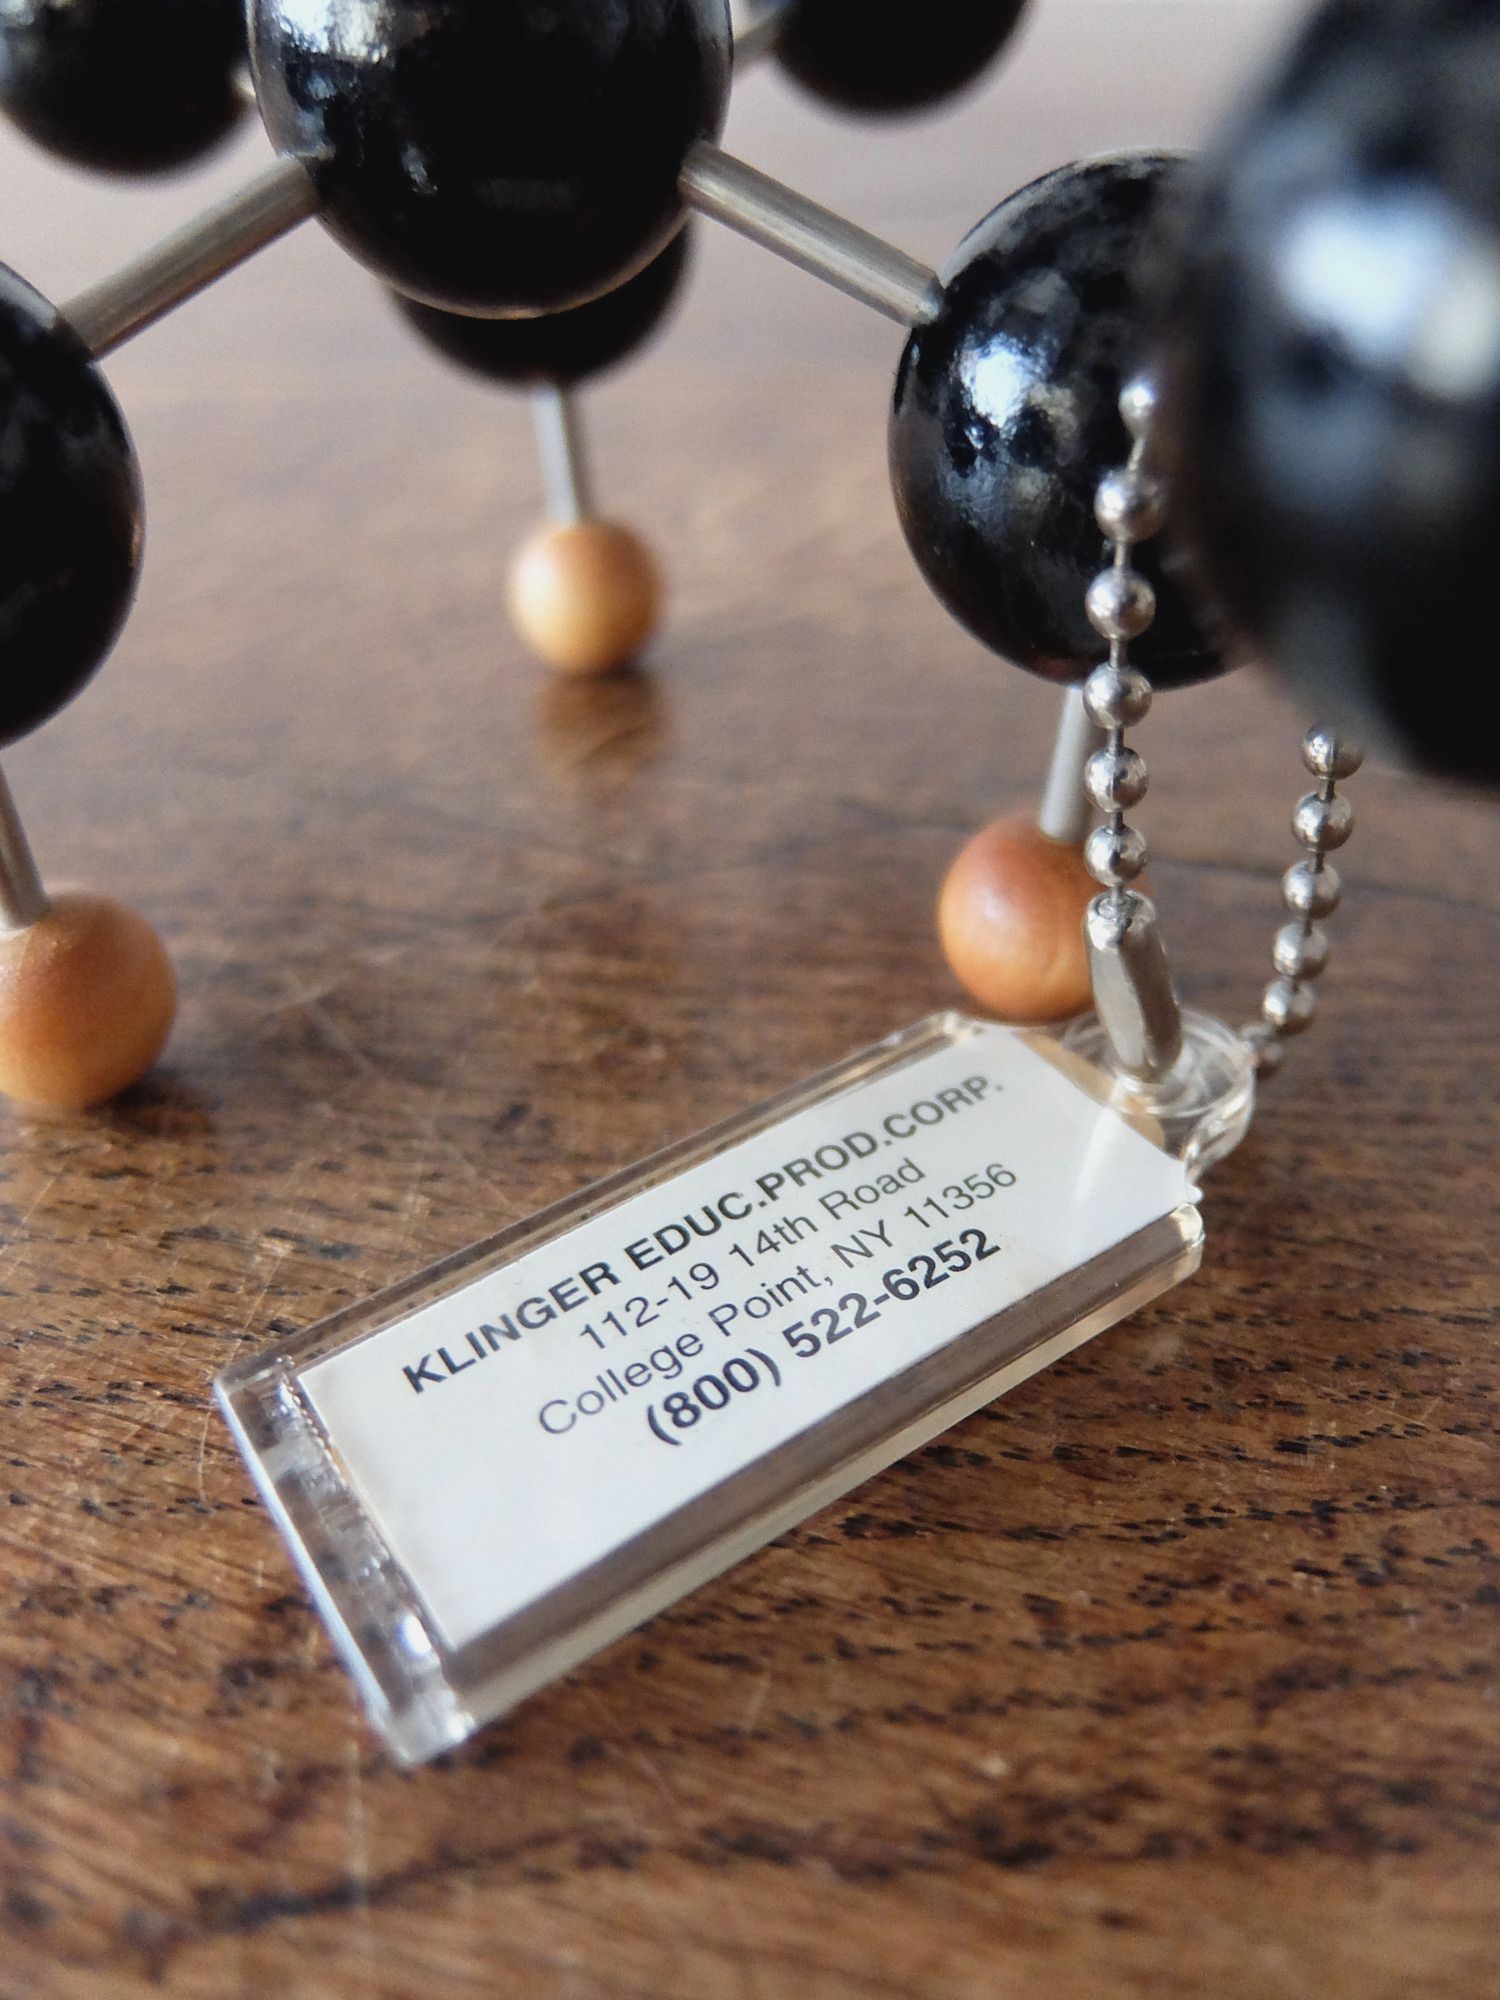 KLINGER EDUC.PROD.CORP.
112-19 14th Road
College Point, NY 11356
(800) 522-6252